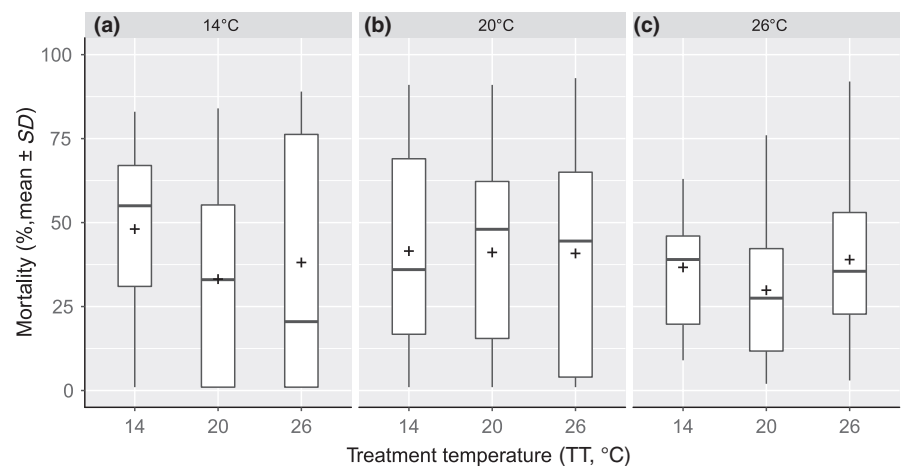 (a) 14°C (b) 20°C (c) 26°C
100
75
50
25
0
Mortality (%,mean ± SD)
14 20 26 14 20 26 14 20 26
Treatment temperature (TT, °C)